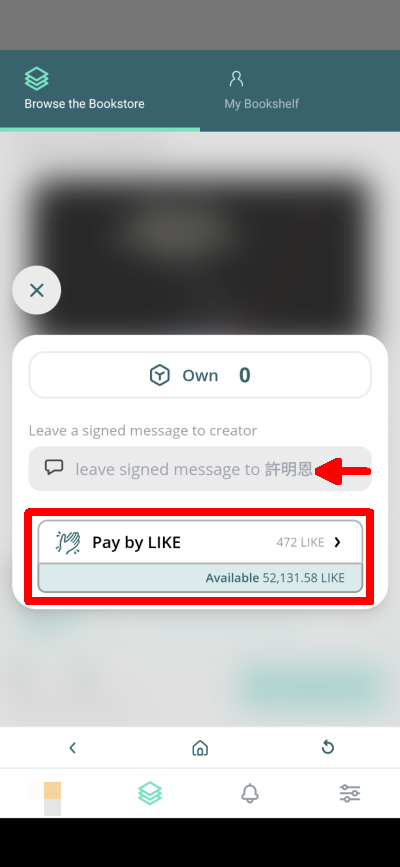 Browse the Bookstore
My Bookshelf
Own 0
Leave a signed message to creator
leave signed message to 許明恩
Pay by LIKE 472 LIKE
Available 52,131.58 LIKE